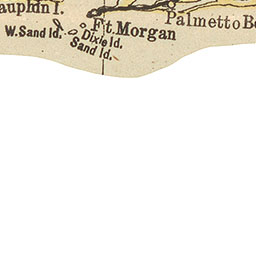 auphin I.
Palmetto Be
W. Sand Id.
Ft. Morgan
Dixie Id.
Sand Id.